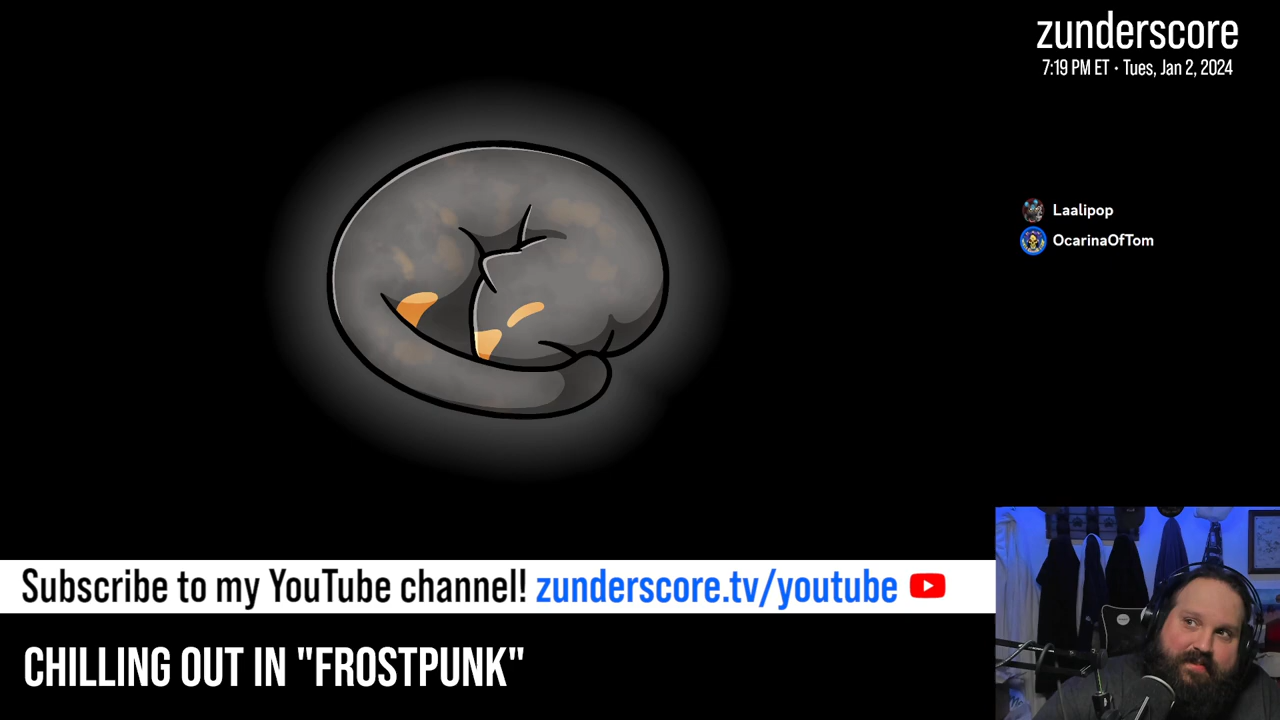 zunderscore
7:19 PM ET · Tues, Jan 2, 2024
Laalipop
OcarinaOfTom
Subscribe to my YouTube channel! zunderscore.tv/youtube
CHILLING OUT IN "FROSTPUNK"